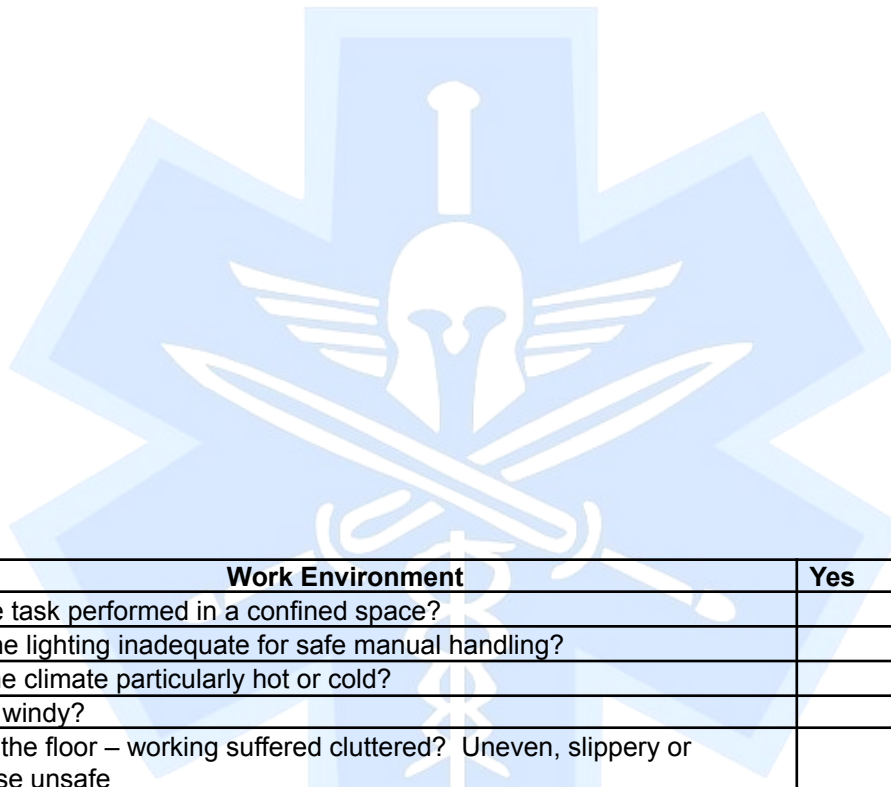 Work Environment Yes
e task performed in a confined space?
he lighting inadequate for safe manual handling?
he climate particularly hot or cold?
windy?
the floor – working suffered cluttered? Uneven, slippery or
se unsafe